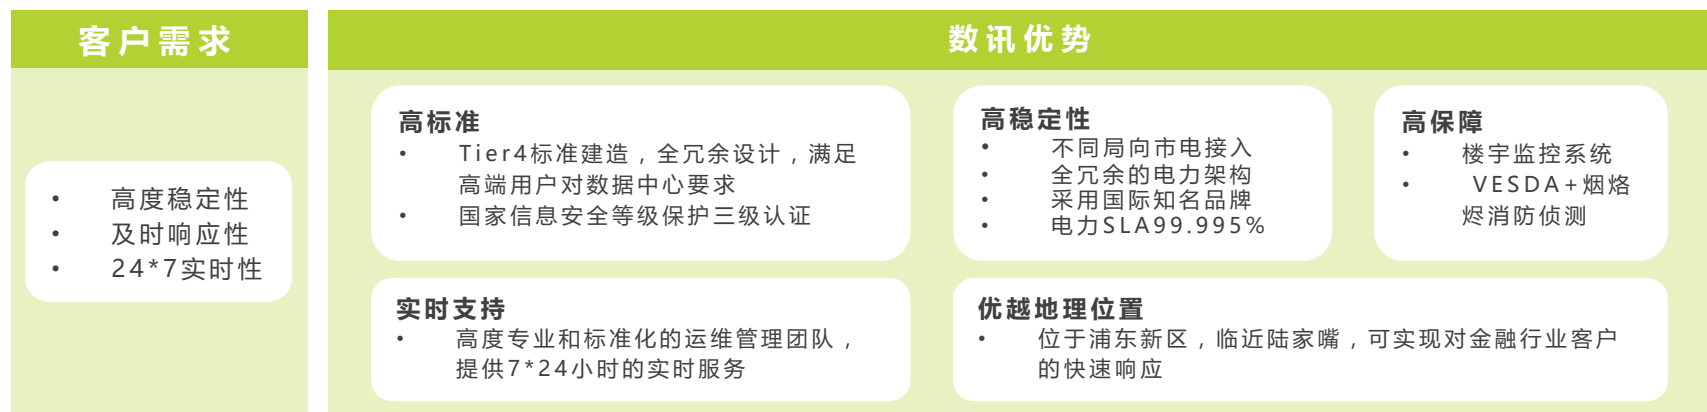 客户需求
• 高度稳定性
• 及时响应性
• 24*7实时性
数讯优势
高标准
• Tier4标准建造，全冗余设计，满足
高端用户对数据中心要求
• 国家信息安全等级保护三级认证
高稳定性
• 不同局向市电接入
• 全冗余的电力架构
• 采用国际知名品牌
• 电力SLA99.995%
高保障
• 楼宇监控系统
• VESDA+烟烙
烬消防侦测
实时支持
• 高度专业和标准化的运维管理团队，
提供7*24小时的实时服务
优越地理位置
• 位于浦东新区，临近陆家嘴，可实现对金融行业客户
的快速响应